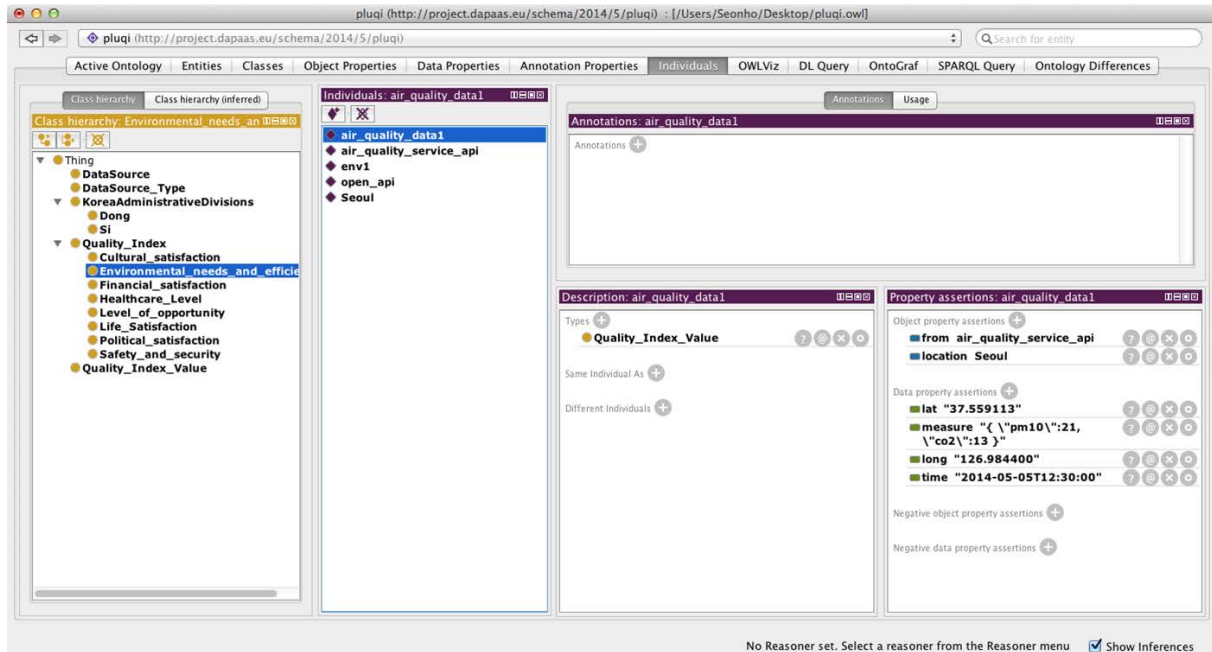 pluqi (http://project.dapaas.eu/schema/2014/5/pluqi) : [/Users/Seonho/Desktop/pluqi.owl]
pluqi (http://project.dapaas.eu/schema/2014/5/pluqi)
Search for entity
Active Ontology Entities Classes Object Properties Data Properties Annotation Properties Individuals OWLViz DL Query OntoGraf SPARQL Query Ontology Differences
Class hierarchy Class hierarchy (inferred)
Class hierarchy: Environmental_needs_an
Thing
DataSource
DataSource_Type
KoreaAdministrativeDivisions
Dong
Si
Quality_Index
Cultural_satisfaction
Environmental_needs_and_efficie
Financial_satisfaction
Healthcare_Level
Level_of_opportunity
Life_Satisfaction
Political_satisfaction
Safety_and_security
Quality_Index_Value
Individuals: air_quality_data1
air_quality_data1
air_quality_service_api
env1
open_api
Seoul
Annotations Usage
Annotations: air_quality_data1
Annotations
Description: air_quality_data1
Types
Quality_Index_Value
Same Individual As
Different Individuals
Property assertions: air_quality_data1
Object property assertions
from air_quality_service_api
location Seoul
Data property assertions
lat "37.559113"
measure "{ \"pm10\":21,
\"co2\":13 }"
long "126.984400"
time "2014-05-05T12:30:00"
Negative object property assertions
Negative data property assertions
No Reasoner set. Select a reasoner from the Reasoner menu Show Inferences